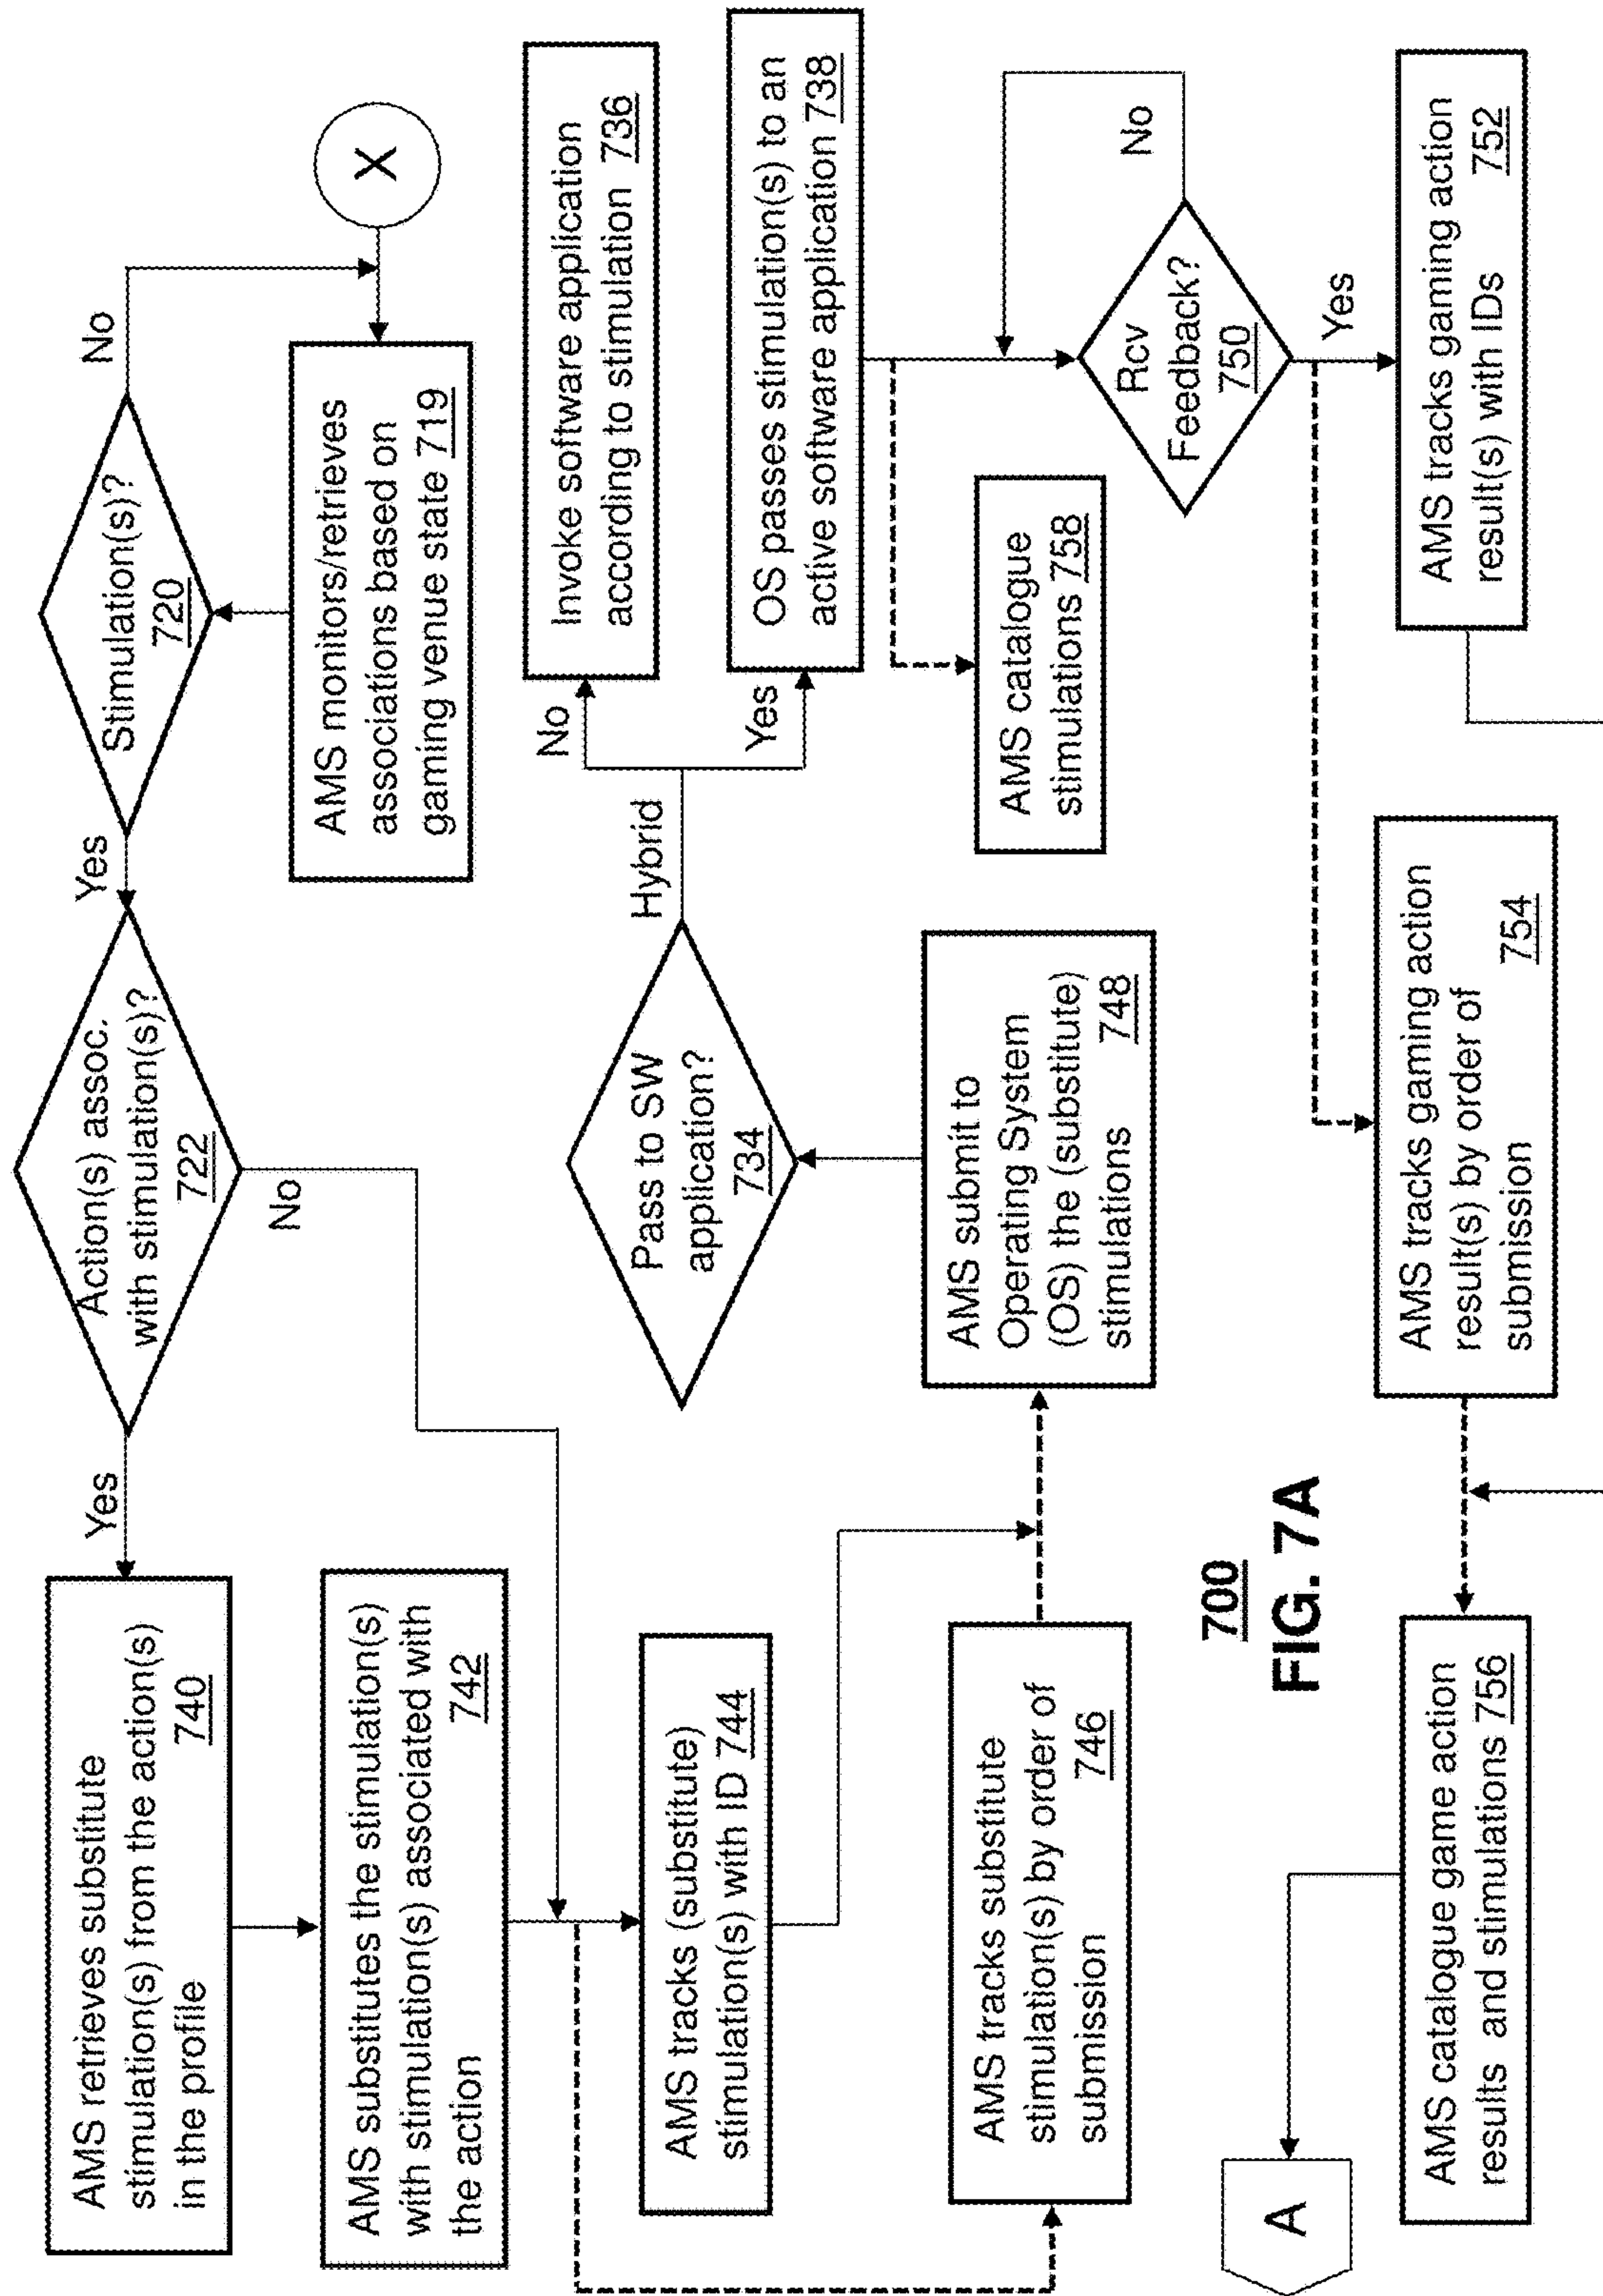 X
AMS monitors/retrieves
associations based on
gaming venue state 719
Stimulation(s)?
720
No
Yes
Action(s) assoc.
with stimulation(s)?
722
No
Yes
AMS retrieves substitute
stimulation(s) from the action(s)
in the profile 740
AMS substitutes the stimulation(s)
with stimulation(s) associated with
the action 742
AMS tracks (substitute)
stimulation(s) with ID 744
AMS tracks substitute
stimulation(s) by order of
submission 746
AMS submit to
Operating System
(OS) the (substitute)
stimulations 748
Pass to SW
application?
734
Hybrid
No
Yes
Invoke software application
according to stimulation 736
OS passes stimulation(s) to an
active software application 738
AMS catalogue
stimulations 758
Rcv
Feedback?
750
No
Yes
AMS tracks gaming action
result(s) with IDs 752
AMS tracks gaming action
result(s) by order of
submission 754
AMS catalogue game action
results and stimulations 756
A
700
FIG. 7A